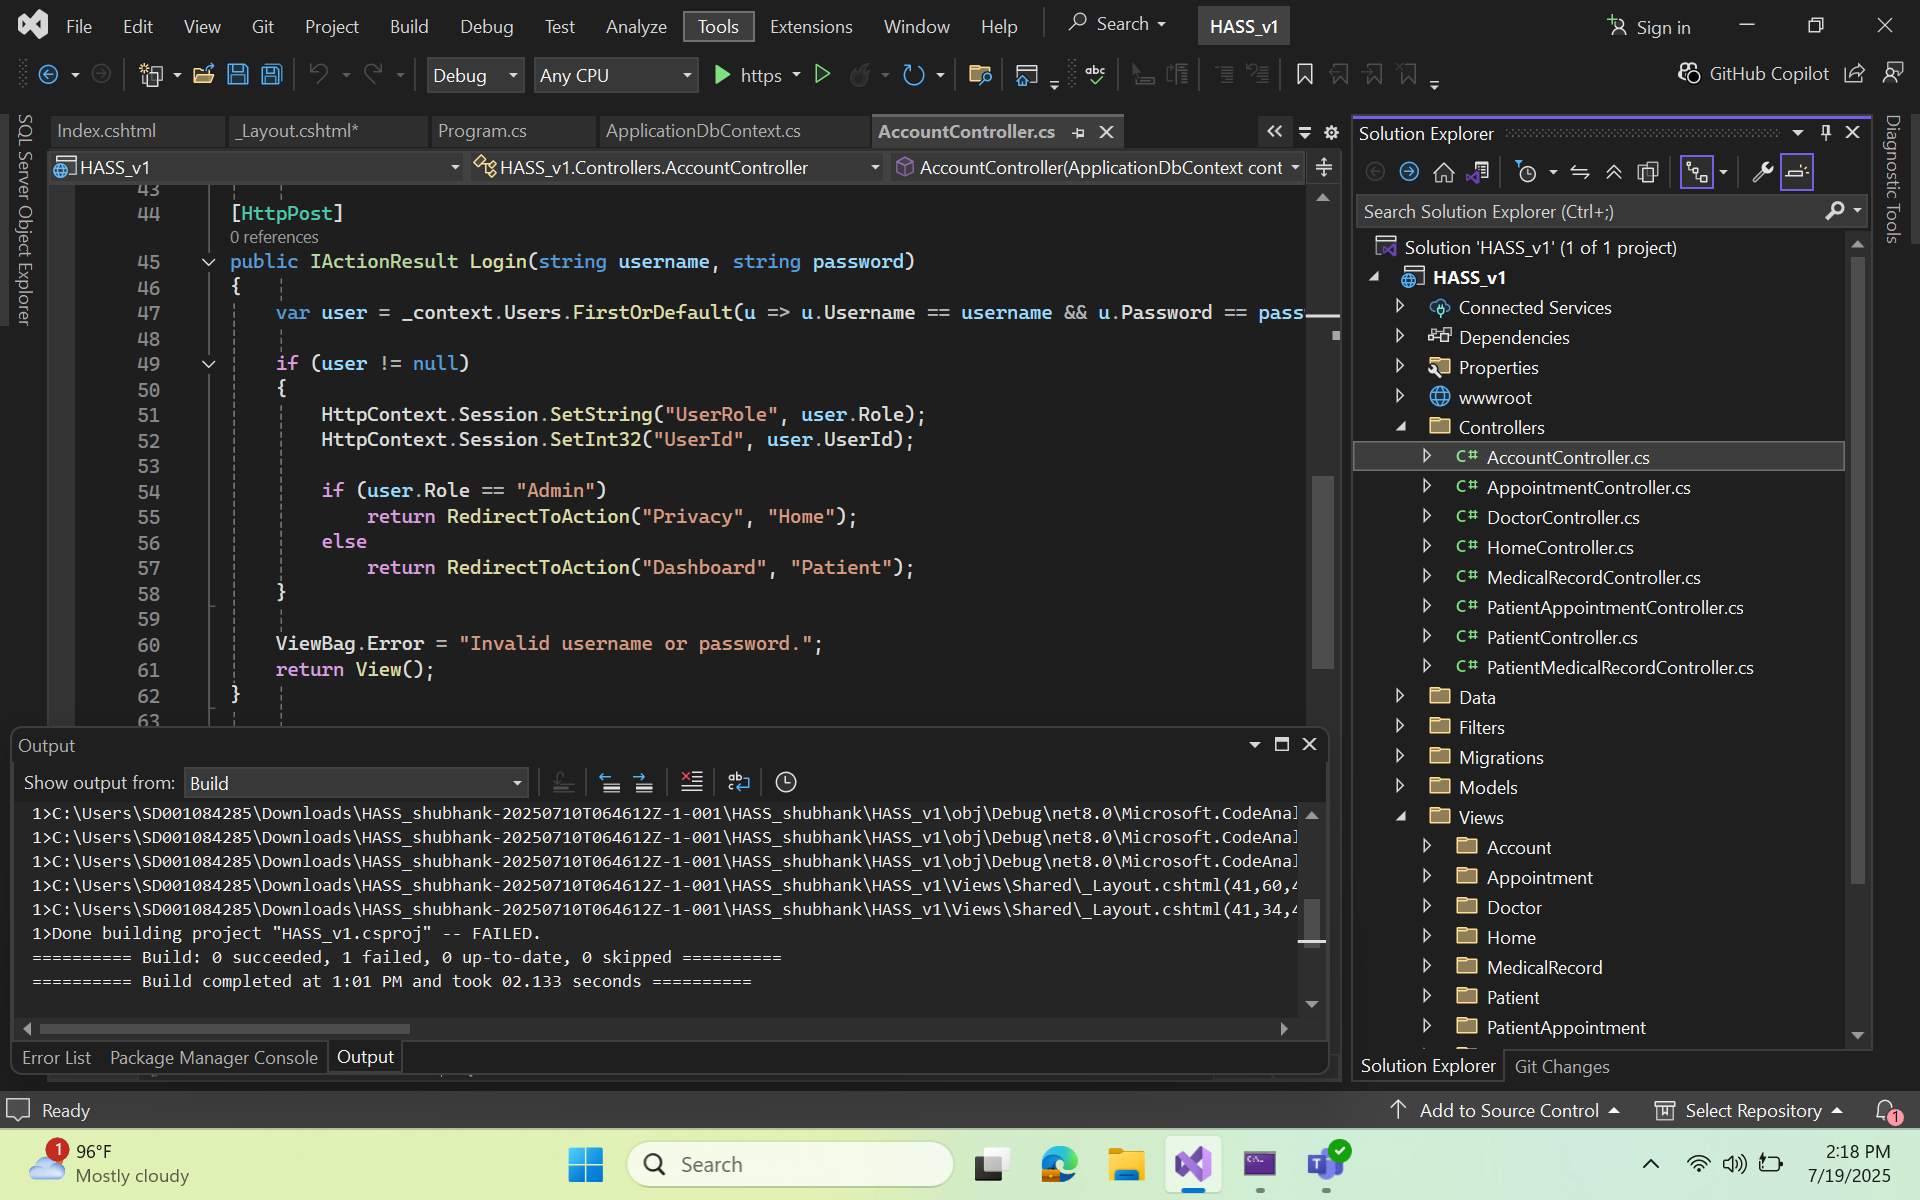 File Edit View Git Project Build Debug Test Analyze Tools Extensions Window Help Search HASS_v1 Sign in
Debug Any CPU https GitHub Copilot
SQL Server Object Explorer
Index.cshtml _Layout.cshtml* Program.cs ApplicationDbContext.cs AccountController.cs
HASS_v1 HASS_v1.Controllers.AccountController AccountController(ApplicationDbContext cont
43
44 [HttpPost]
0 references
45 public IActionResult Login(string username, string password)
46 {
47 var user = _context.Users.FirstOrDefault(u => u.Username == username && u.Password == pass
48
49 if (user != null)
50 {
51 HttpContext.Session.SetString("UserRole", user.Role);
52 HttpContext.Session.SetInt32("UserId", user.UserId);
53
54 if (user.Role == "Admin")
55 return RedirectToAction("Privacy", "Home");
56 else
57 return RedirectToAction("Dashboard", "Patient");
58 }
59
60 ViewBag.Error = "Invalid username or password.";
61 return View();
62 }
63
Output
Show output from: Build
1>C:\Users\SD001084285\Downloads\HASS_shubhank-20250710T064612Z-1-001\HASS_shubhank\HASS_v1\obj\Debug\net8.0\Microsoft.CodeAnal
1>C:\Users\SD001084285\Downloads\HASS_shubhank-20250710T064612Z-1-001\HASS_shubhank\HASS_v1\obj\Debug\net8.0\Microsoft.CodeAnal
1>C:\Users\SD001084285\Downloads\HASS_shubhank-20250710T064612Z-1-001\HASS_shubhank\HASS_v1\obj\Debug\net8.0\Microsoft.CodeAnal
1>C:\Users\SD001084285\Downloads\HASS_shubhank-20250710T064612Z-1-001\HASS_shubhank\HASS_v1\Views\Shared\_Layout.cshtml(41,60,4
1>C:\Users\SD001084285\Downloads\HASS_shubhank-20250710T064612Z-1-001\HASS_shubhank\HASS_v1\Views\Shared\_Layout.cshtml(41,34,4
1>Done building project "HASS_v1.csproj" -- FAILED.
========== Build: 0 succeeded, 1 failed, 0 up-to-date, 0 skipped ==========
========== Build completed at 1:01 PM and took 02.133 seconds ==========
Error List Package Manager Console Output
Solution Explorer
Search Solution Explorer (Ctrl+;)
Solution 'HASS_v1' (1 of 1 project)
HASS_v1
Connected Services
Dependencies
Properties
wwwroot
Controllers
C# AccountController.cs
C# AppointmentController.cs
C# DoctorController.cs
C# HomeController.cs
C# MedicalRecordController.cs
C# PatientAppointmentController.cs
C# PatientController.cs
C# PatientMedicalRecordController.cs
Data
Filters
Migrations
Models
Views
Account
Appointment
Doctor
Home
MedicalRecord
Patient
PatientAppointment
Solution Explorer Git Changes
Diagnostic Tools
Ready Add to Source Control Select Repository 1
1 96°F
Mostly cloudy
Search
2:18 PM
7/19/2025